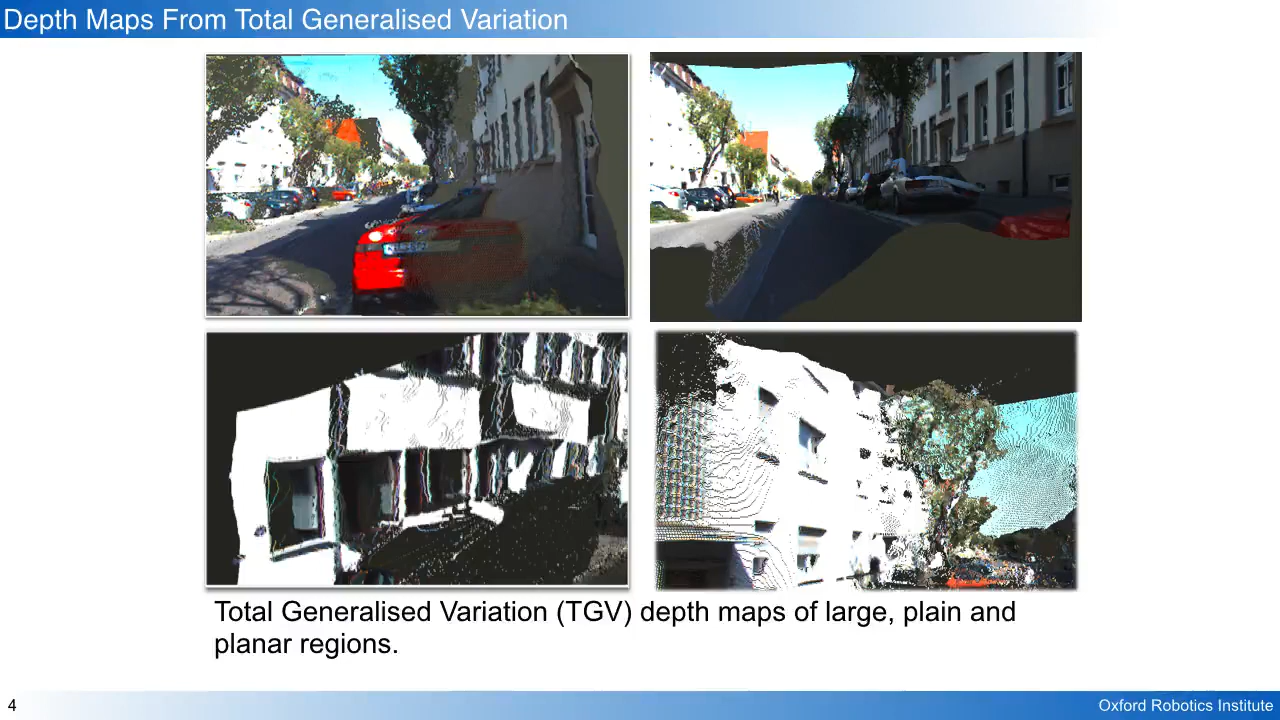 Depth Maps From Total Generalised Variation
Total Generalised Variation (TGV) depth maps of large, plain and
planar regions.
4
Oxford Robotics Institute